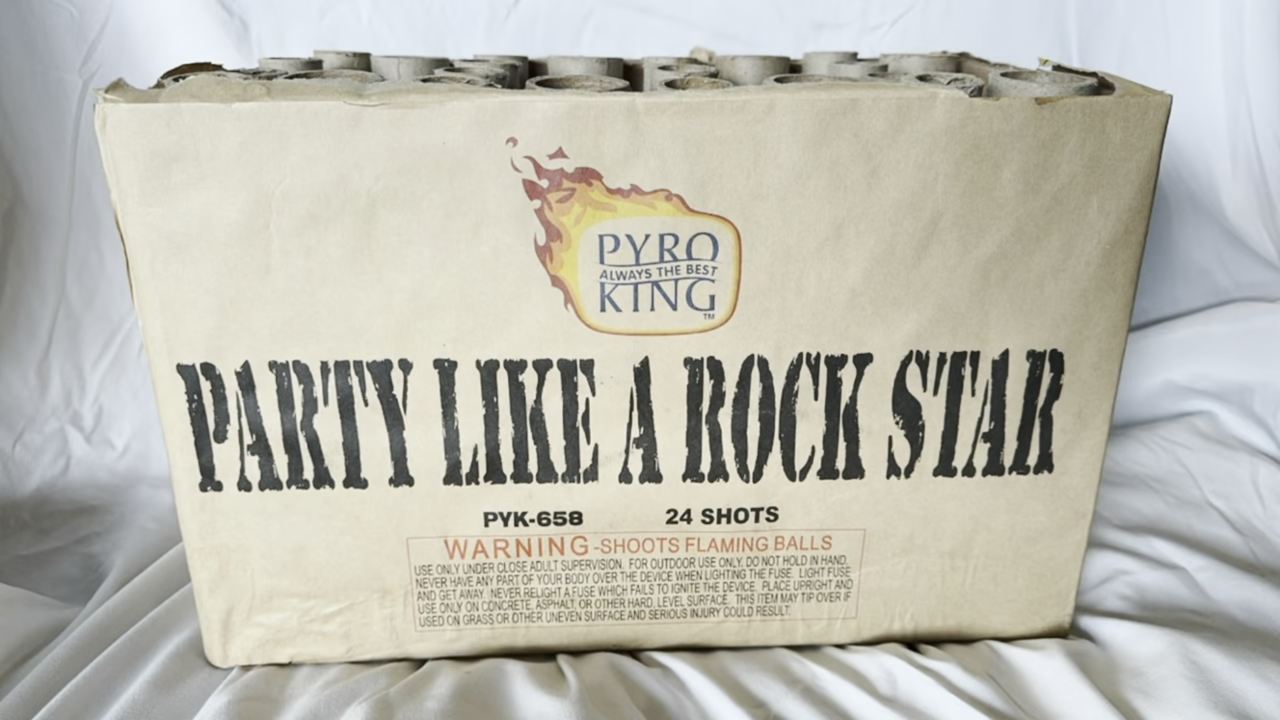 PYRO
ALWAYS THE BEST
KING
TM
PARTY LIKE A ROCK STAR
PYK-658 24 SHOTS
WARNING-SHOOTS FLAMING BALLS
USE ONLY UNDER CLOSE ADULT SUPERVISION. FOR OUTDOOR USE ONLY. DO NOT HOLD IN HAND.
NEVER HAVE ANY PART OF YOUR BODY OVER THE DEVICE WHEN LIGHTING THE FUSE. LIGHT FUSE
AND GET AWAY. NEVER RELIGHT A FUSE WHICH FAILS TO IGNITE THE DEVICE. PLACE UPRIGHT AND
USE ONLY ON CONCRETE, ASPHALT, OR OTHER HARD, LEVEL SURFACE. THIS ITEM MAY TIP OVER IF
USED ON GRASS OR OTHER UNEVEN SURFACE AND SERIOUS INJURY COULD RESULT.